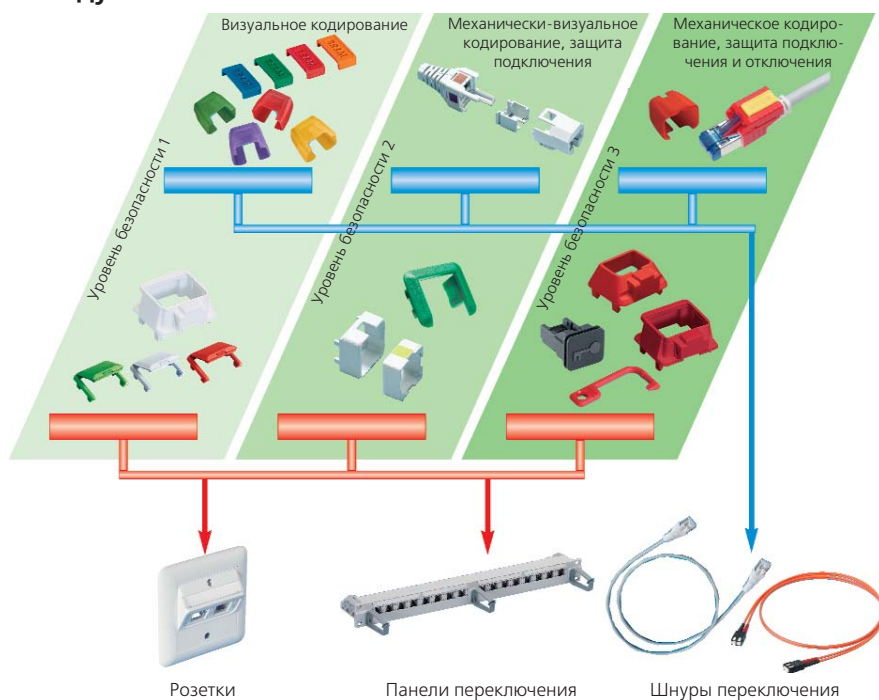 Визуальное кодирование
Механически-визуальное
кодирование, защита
подключения
Механическое кодиро-
вание, защита подклю-
чения и отключения
Уровень безопасности 1
Уровень безопасности 2
Уровень безопасности 3
Розетки
Панели переключения
Шнуры переключения